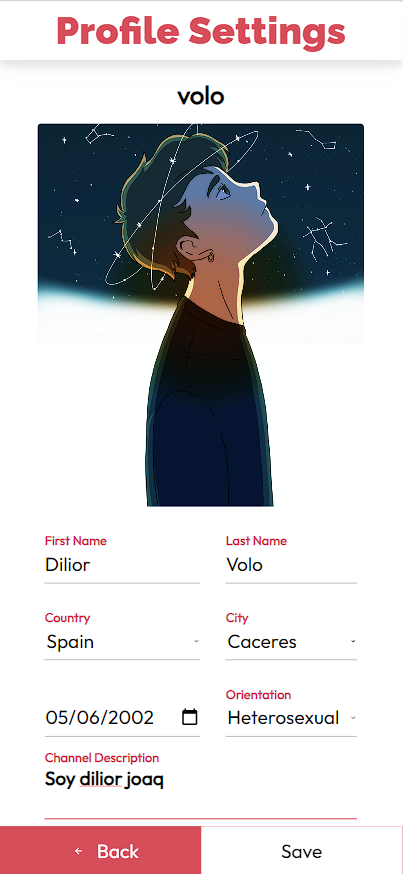 Profile Settings
volo
First Name
Last Name
Dilior
Volo
Country
City
Spain
Caceres
Orientation
05/06/2002
Heterosexual
Channel Description
Soy dilior joaq
Back
Save